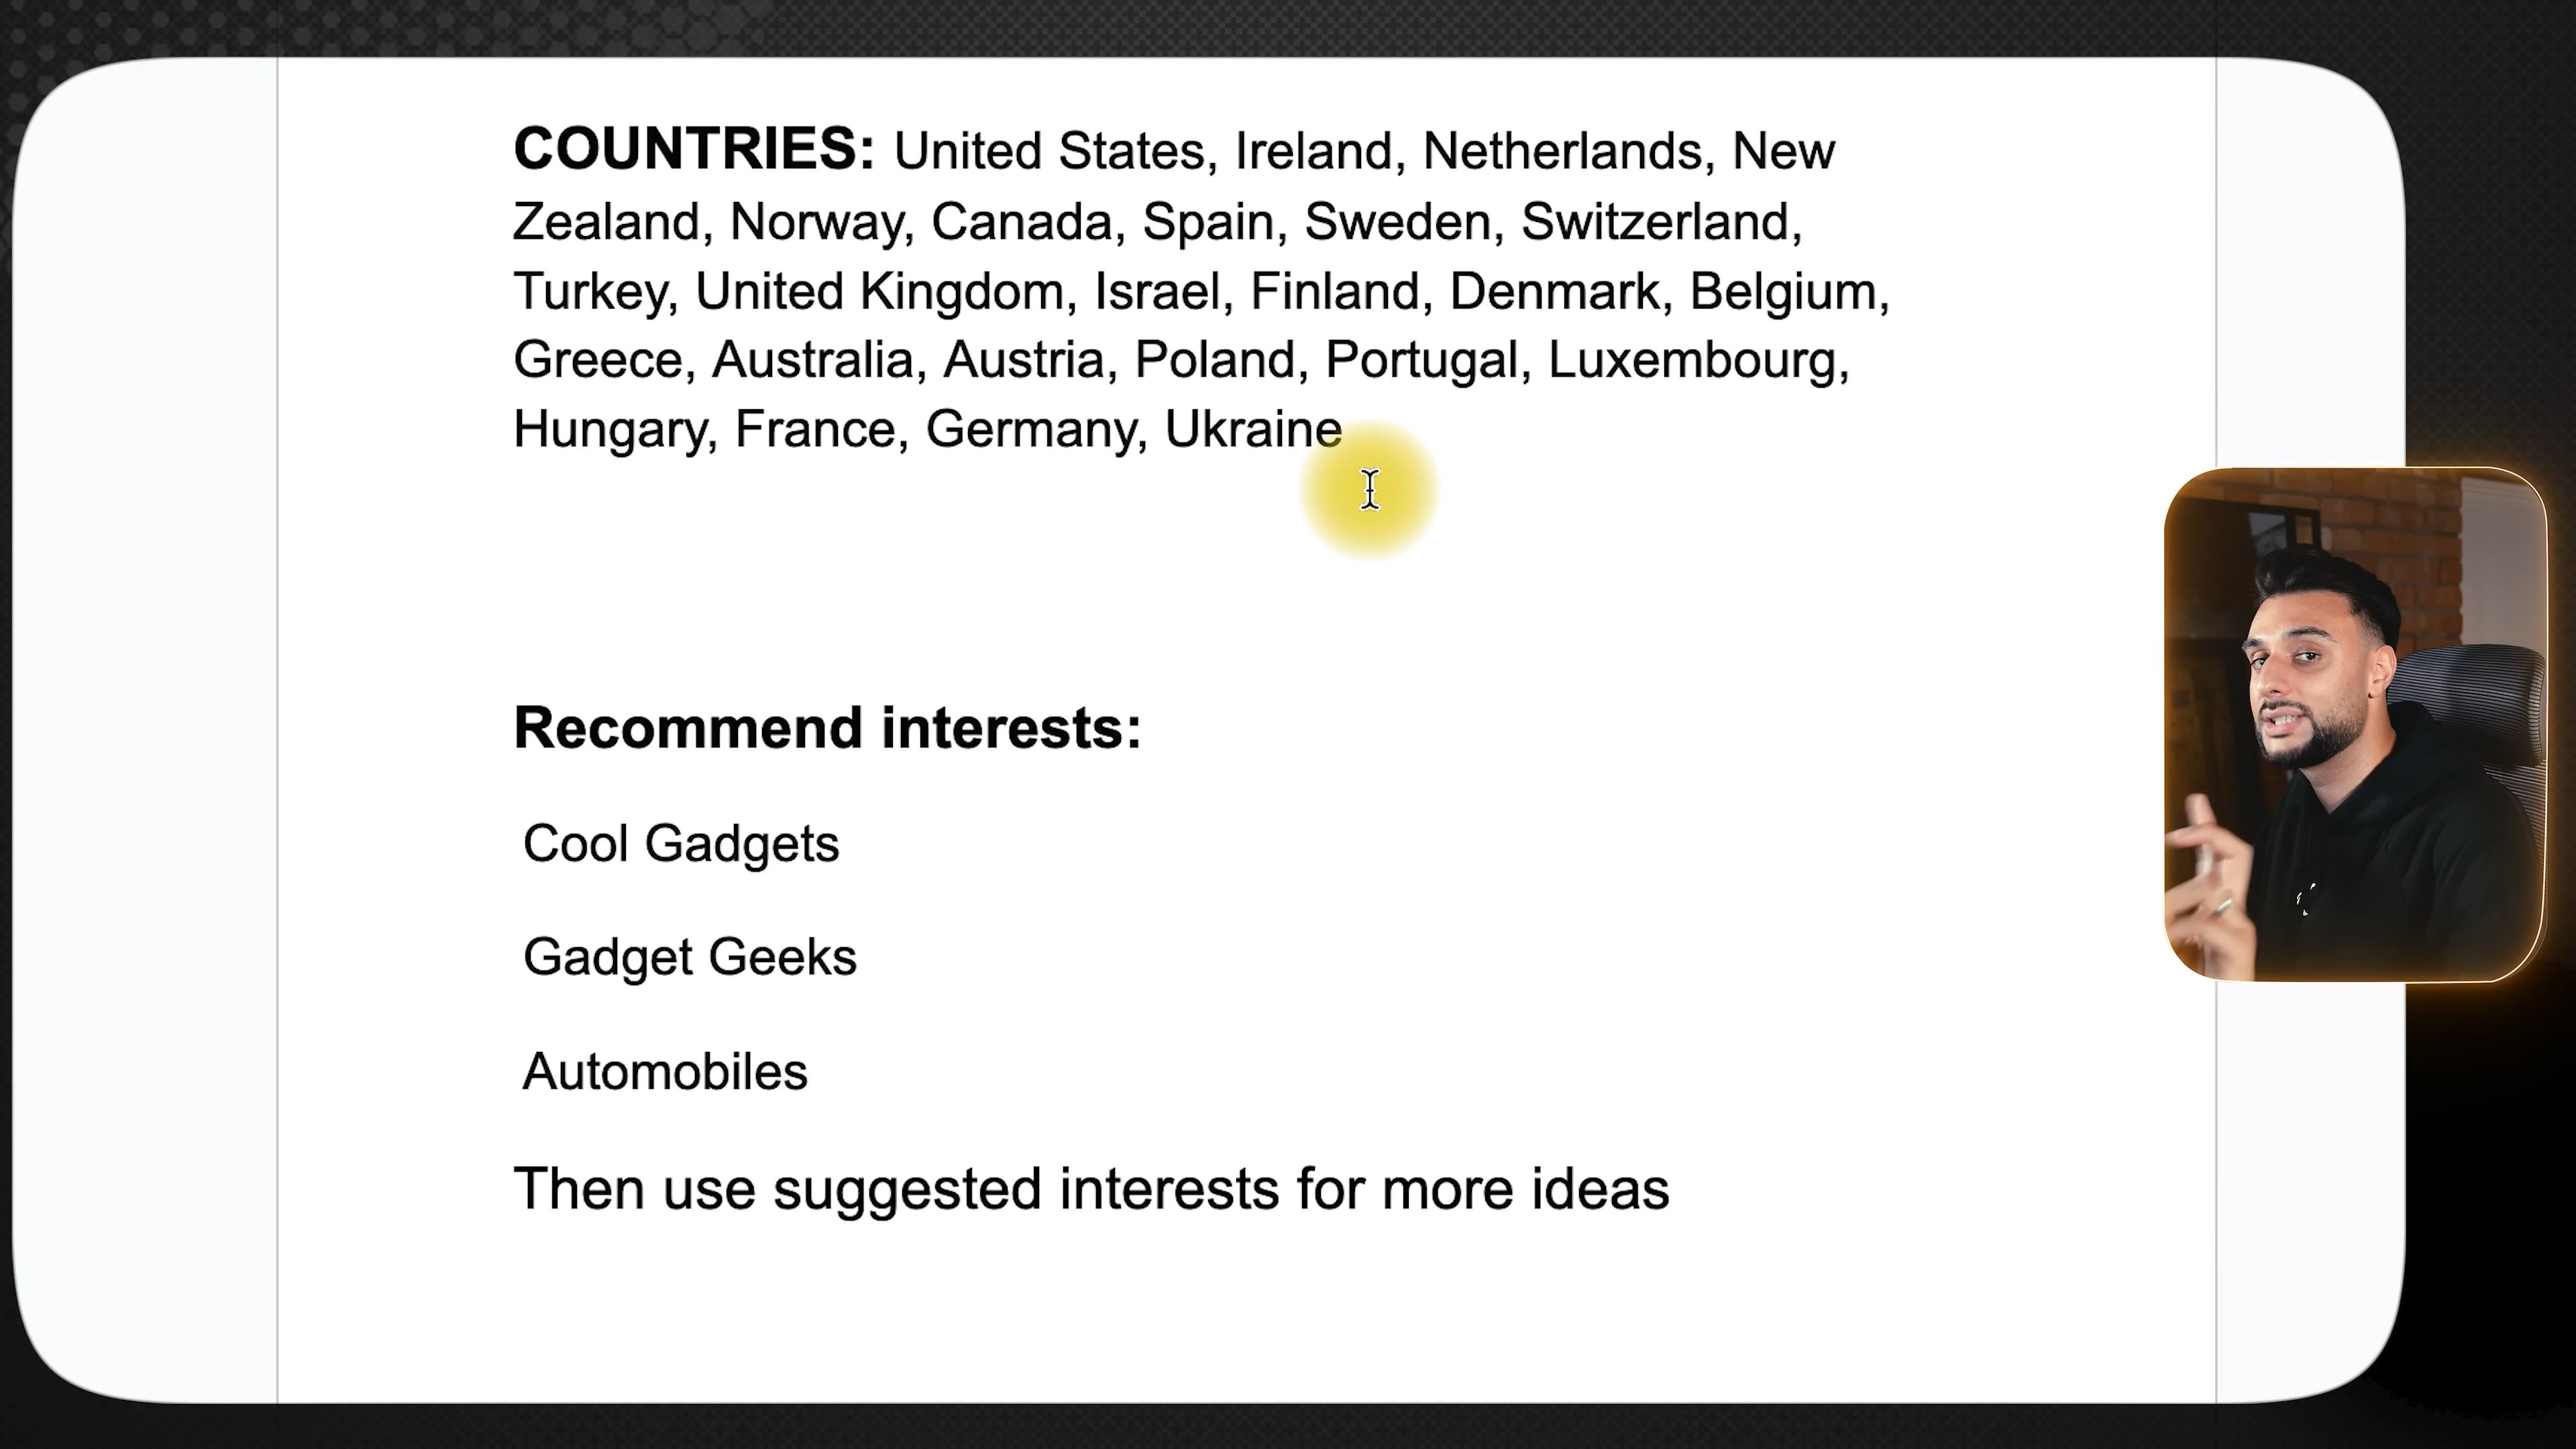 COUNTRIES: United States, Ireland, Netherlands, New
Zealand, Norway, Canada, Spain, Sweden, Switzerland,
Turkey, United Kingdom, Israel, Finland, Denmark, Belgium,
Greece, Australia, Austria, Poland, Portugal, Luxembourg,
Hungary, France, Germany, Ukraine
Recommend interests:
Cool Gadgets
Gadget Geeks
Automobiles
Then use suggested interests for more ideas